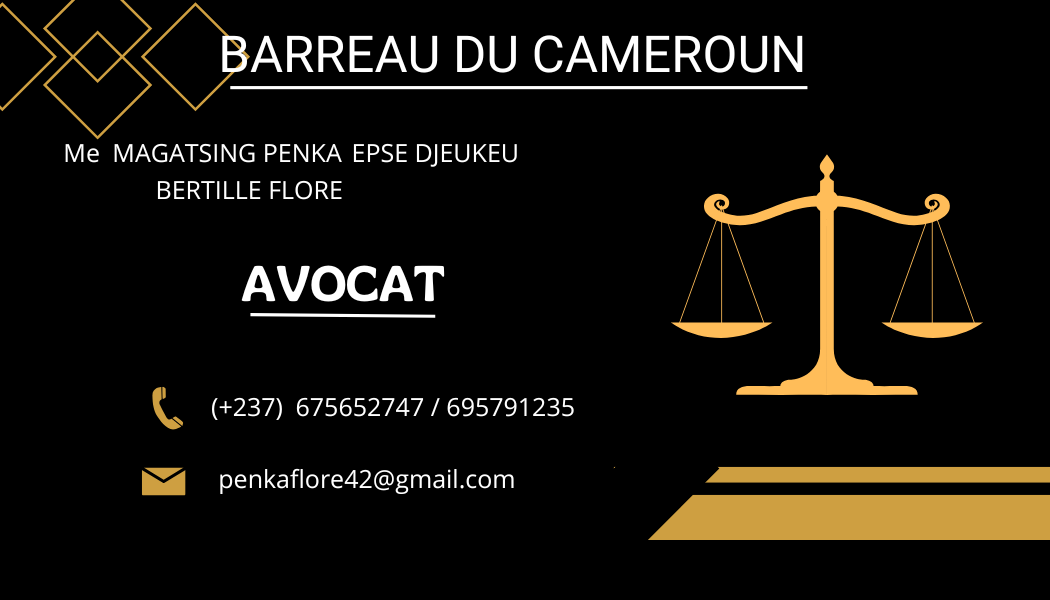 BARREAU DU CAMEROUN
Me MAGATSING PENKA EPSE DJEUKEU
BERTILLE FLORE
AVOCAT
(+237) 675652747 / 695791235
penkaflore42@gmail.com